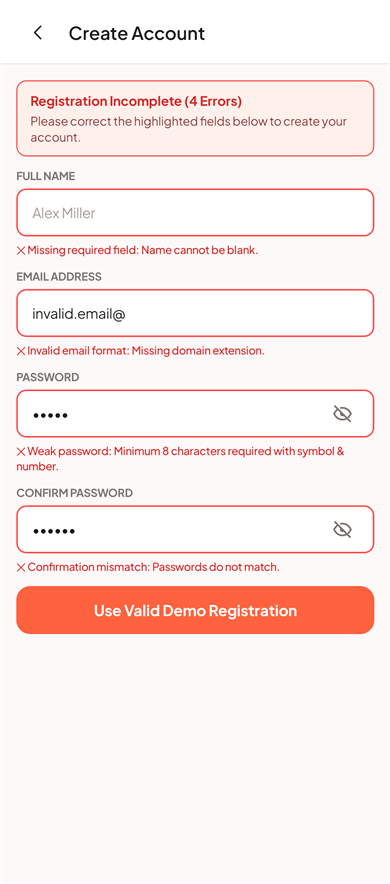 Create Account
Registration Incomplete (4 Errors)
Please correct the highlighted fields below to create your
account.
FULL NAME
Alex Miller
Missing required field: Name cannot be blank.
EMAIL ADDRESS
invalid.email@
Invalid email format: Missing domain extension.
PASSWORD
•••••
Weak password: Minimum 8 characters required with symbol &
number.
CONFIRM PASSWORD
••••••
Confirmation mismatch: Passwords do not match.
Use Valid Demo Registration